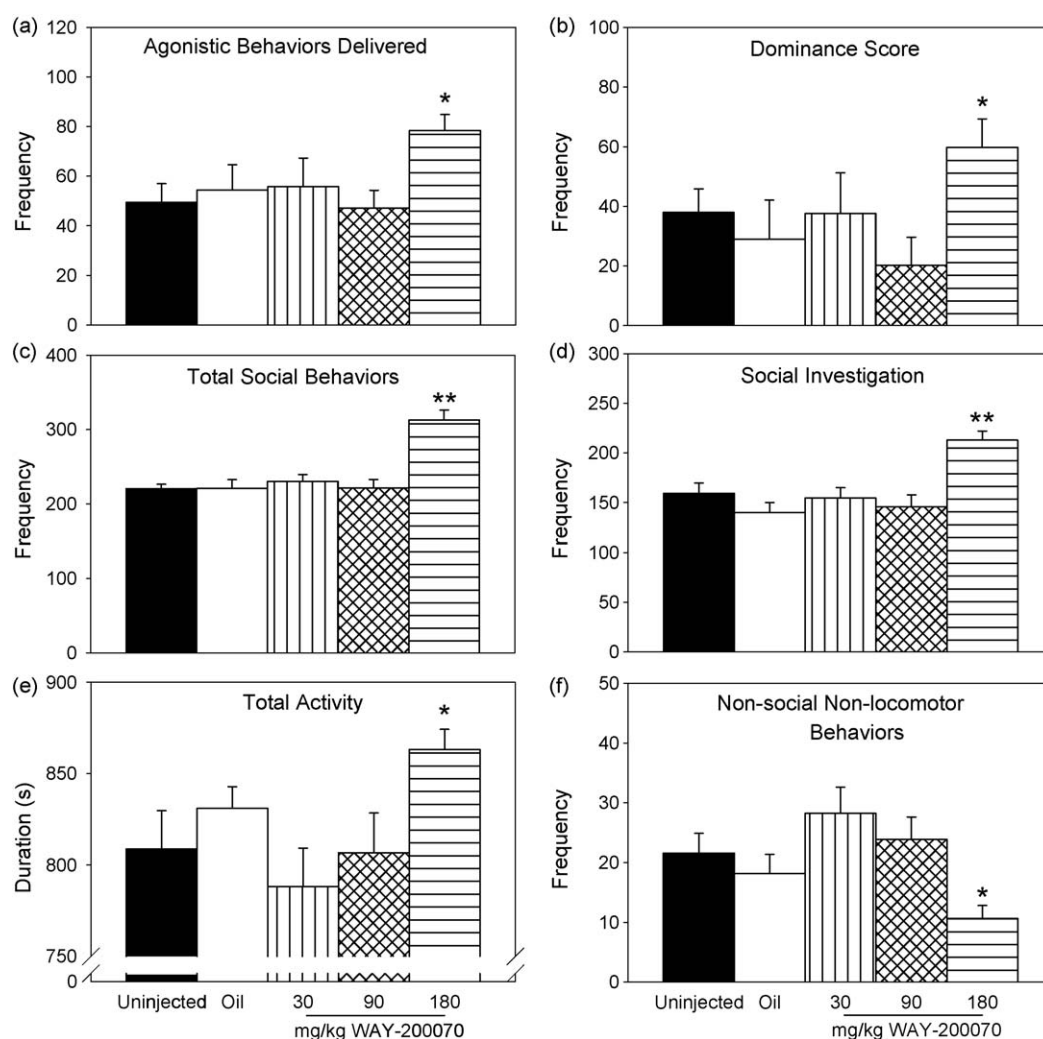 (a)
Agonistic Behaviors Delivered
120
100
80
60
40
20
0
Frequency
*
(b)
Dominance Score
100
80
60
40
20
0
Frequency
*
(c)
Total Social Behaviors
400
300
200
100
0
Frequency
**
(d)
Social Investigation
300
250
200
150
100
50
0
Frequency
**
(e)
Total Activity
900
850
800
750
0
Duration (s)
*
Uninjected Oil 30 90 180
mg/kg WAY-200070
(f)
Non-social Non-locomotor
Behaviors
50
40
30
20
10
0
Frequency
*
Uninjected Oil 30 90 180
mg/kg WAY-200070